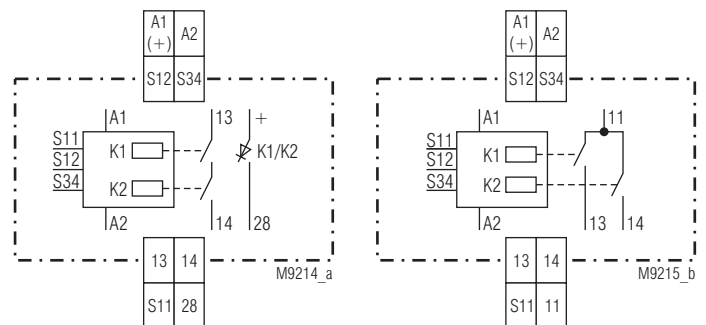 A1 (+) A2
S12 S34
A1 13 +
S11
S12
S34
K1
K2
K1/K2
A2 14 28
13 14
S11 28
M9214_a
A1 (+) A2
S12 S34
A1 11
S11
S12
S34
K1
K2
A2 13 14
13 14
S11 11
M9215_b